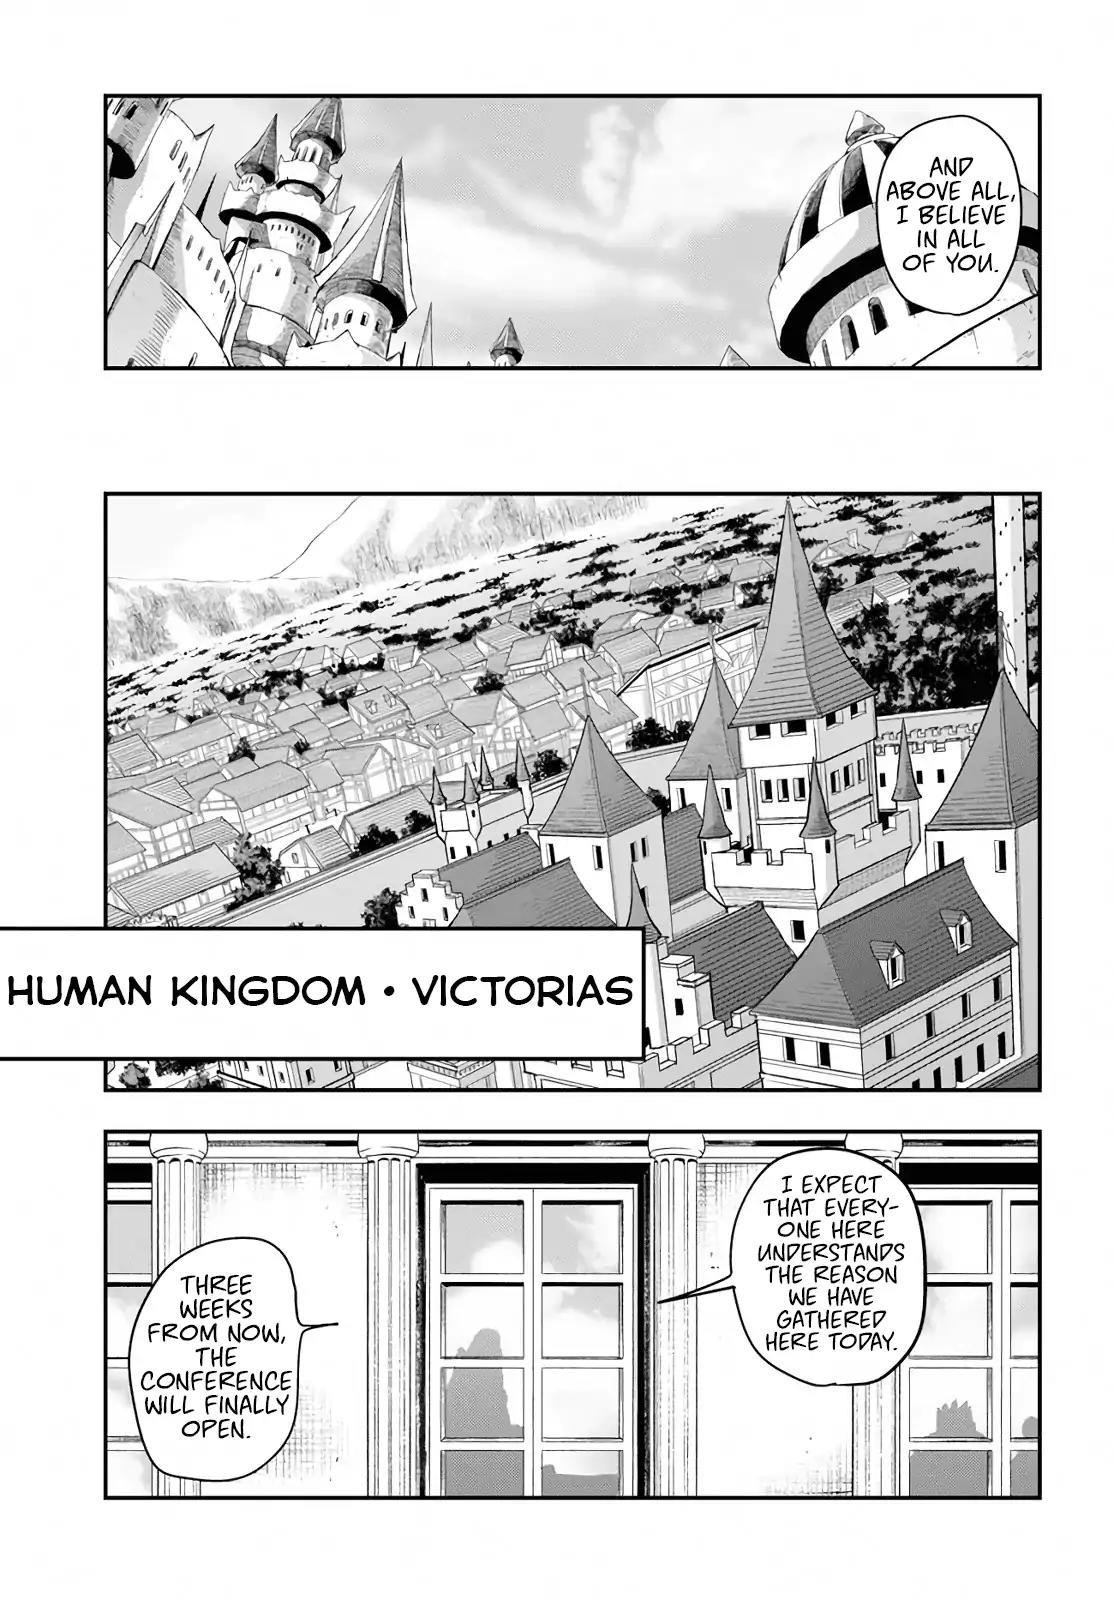 AND
ABOVE ALL,
I BELIEVE
IN ALL
OF YOU.
HUMAN KINGDOM • VICTORIAS
I EXPECT
THAT EVERY-
ONE HERE
UNDERSTANDS
THE REASON
WE HAVE
GATHERED
HERE TODAY.
THREE
WEEKS
FROM NOW,
THE
CONFERENCE
WILL FINALLY
OPEN.